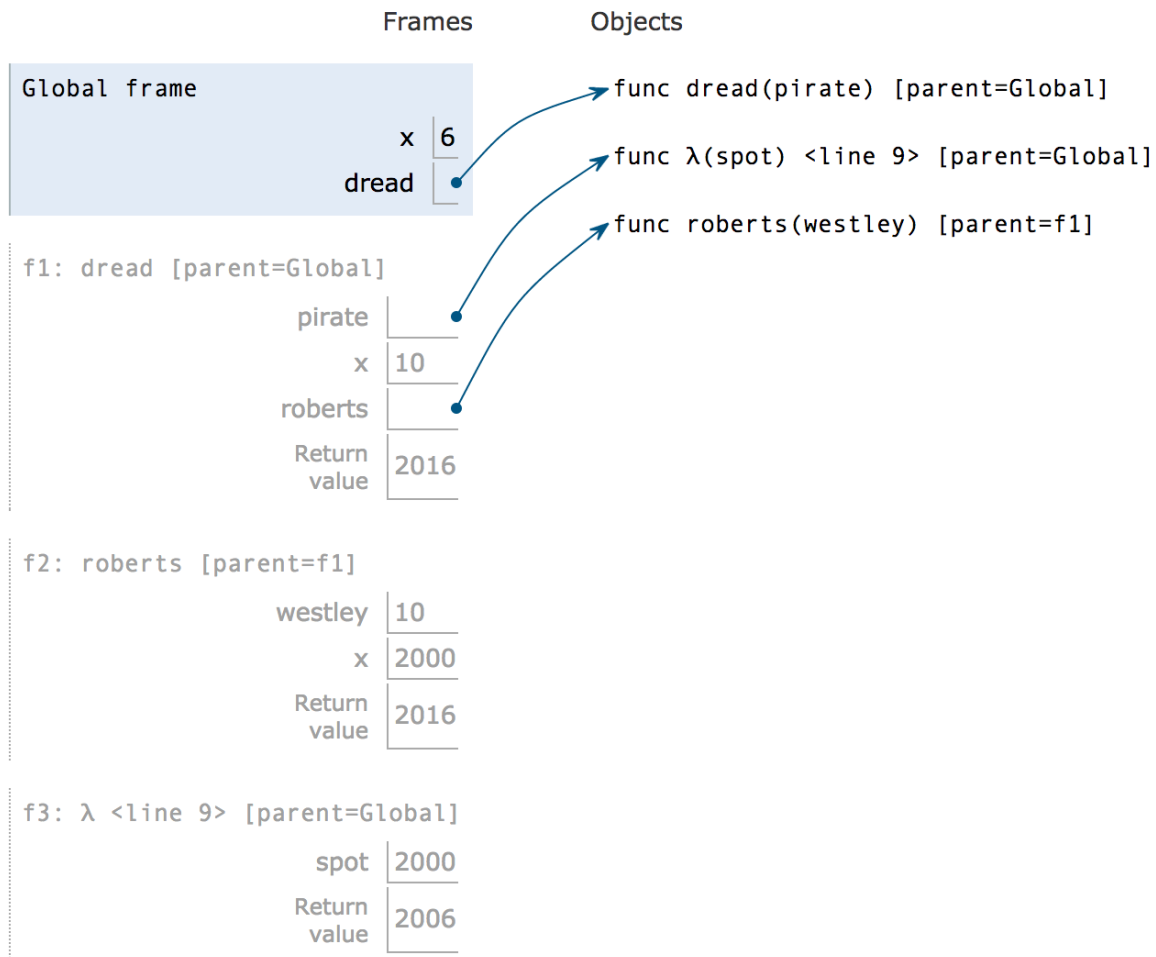 Frames Objects
Global frame
func dread(pirate) [parent=Global]
x 6
func λ(spot) <line 9> [parent=Global]
dread
func roberts(westley) [parent=f1]
f1: dread [parent=Global]
pirate
x 10
roberts
Return
value 2016
f2: roberts [parent=f1]
westley 10
x 2000
Return
value 2016
f3: λ <line 9> [parent=Global]
spot 2000
Return
value 2006